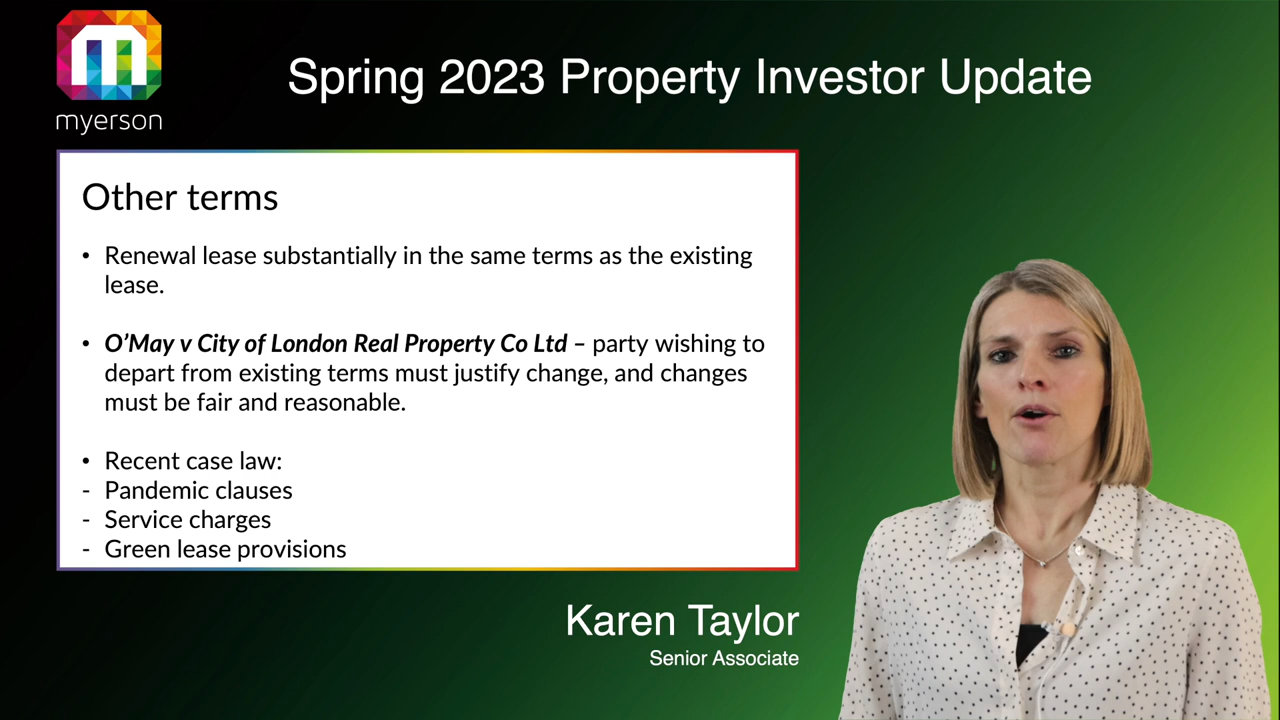 myerson
Spring 2023 Property Investor Update
Other terms
• Renewal lease substantially in the same terms as the existing
lease.
• O’May v City of London Real Property Co Ltd – party wishing to
depart from existing terms must justify change, and changes
must be fair and reasonable.
• Recent case law:
- Pandemic clauses
- Service charges
- Green lease provisions
Karen Taylor
Senior Associate